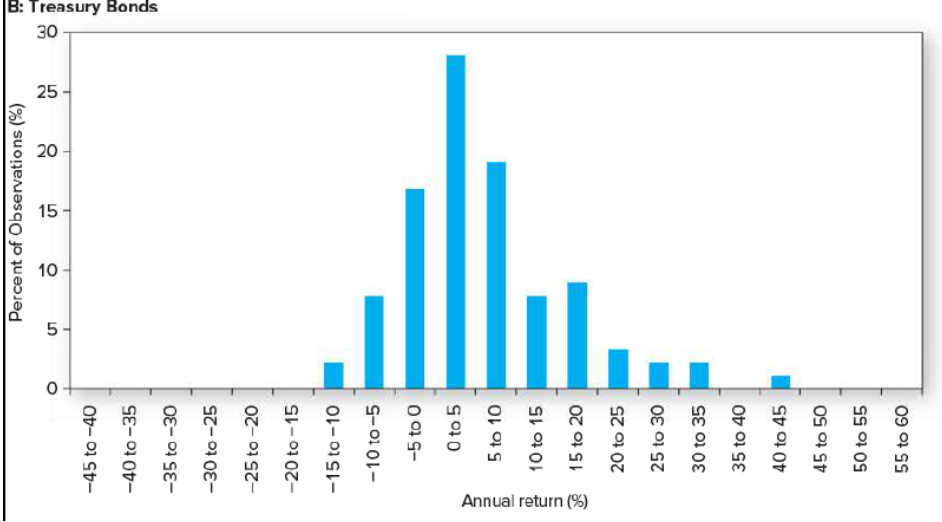 B: Treasury Bonds
Percent of Observations (%)
30
25
20
15
10
5
0
−45 to −40
−40 to −35
−35 to −30
−30 to −25
−25 to −20
−20 to −15
−15 to −10
−10 to −5
−5 to 0
0 to 5
5 to 10
10 to 15
15 to 20
20 to 25
25 to 30
30 to 35
35 to 40
40 to 45
45 to 50
50 to 55
55 to 60
Annual return (%)